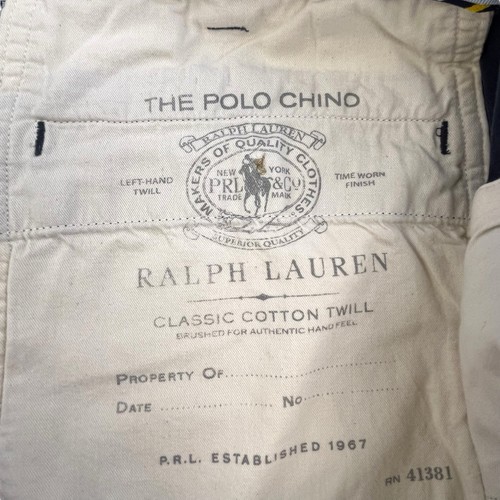 THE POLO CHINO
RALPH LAUREN
MAKERS OF QUALITY CLOTHES
LEFT-HAND
TWILL
NEW YORK
PRL &CO
TRADE MARK
TIME WORN
FINISH
SUPERIOR QUALITY
RALPH LAUREN
CLASSIC COTTON TWILL
BRUSHED FOR AUTHENTIC HAND FEEL
PROPERTY OF
DATE NO
P.R.L. ESTABLISHED 1967
RN 41381